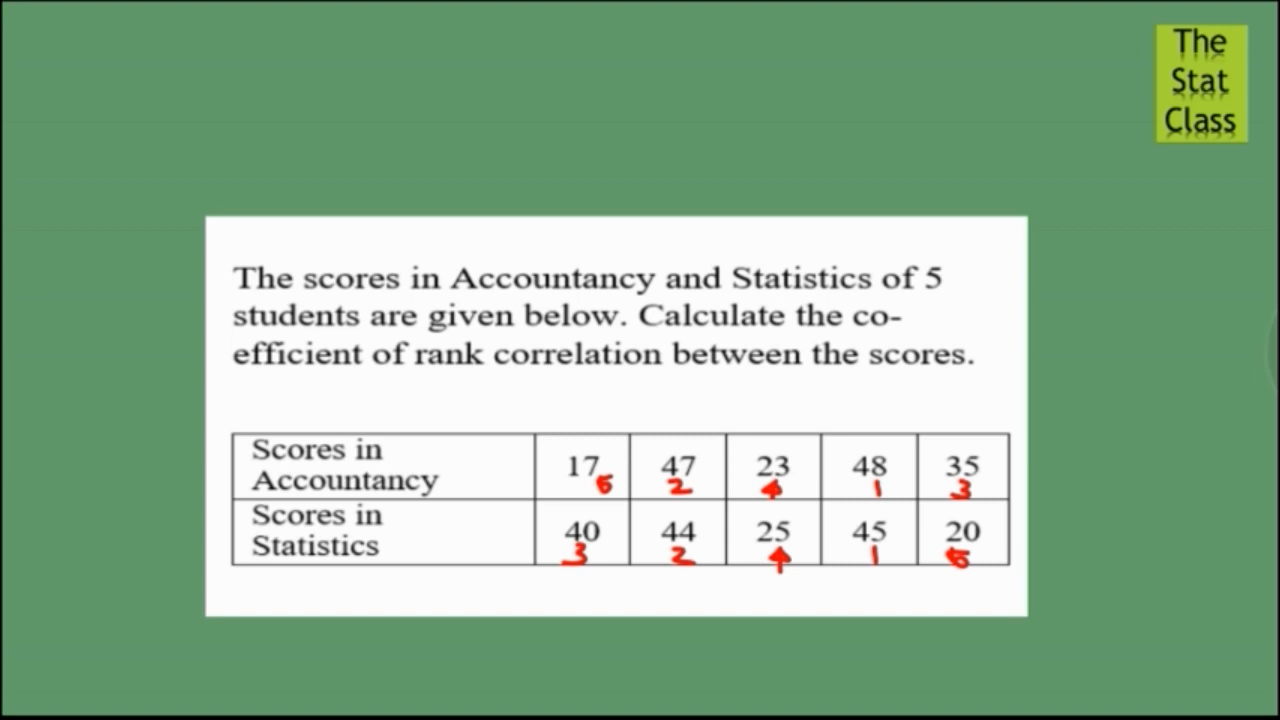 The
Stat
Class
The scores in Accountancy and Statistics of 5
students are given below. Calculate the co-
efficient of rank correlation between the scores.
Scores in
Accountancy 17 47 23 48 35
5 2 4 1 3
Scores in
Statistics 40 44 25 45 20
3 2 4 1 5